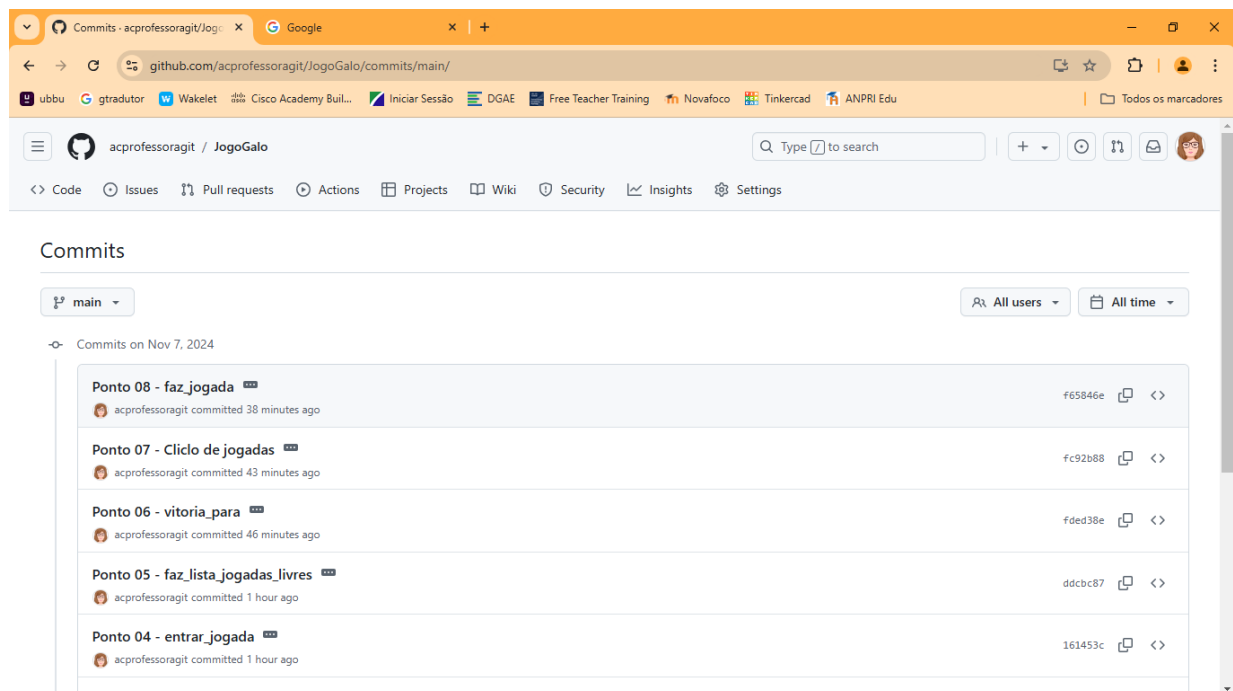 Commits · acprofessoragit/Jogo
Google
github.com/acprofessoragit/JogoGalo/commits/main/
ubbu gtradutor Wakelet Cisco Academy Buil... Iniciar Sessão DGAE Free Teacher Training Novafoco Tinkercad ANPRI Edu Todos os marcadores
acprofessoragit / JogoGalo Type / to search
Code Issues Pull requests Actions Projects Wiki Security Insights Settings
Commits
main All users All time
Commits on Nov 7, 2024
Ponto 08 - faz_jogada
acprofessoragit committed 38 minutes ago
f65846e
Ponto 07 - Cliclo de jogadas
acprofessoragit committed 43 minutes ago
fc92b88
Ponto 06 - vitoria_para
acprofessoragit committed 46 minutes ago
fded38e
Ponto 05 - faz_lista_jogadas_livres
acprofessoragit committed 1 hour ago
ddcbc87
Ponto 04 - entrar_jogada
acprofessoragit committed 1 hour ago
161453c